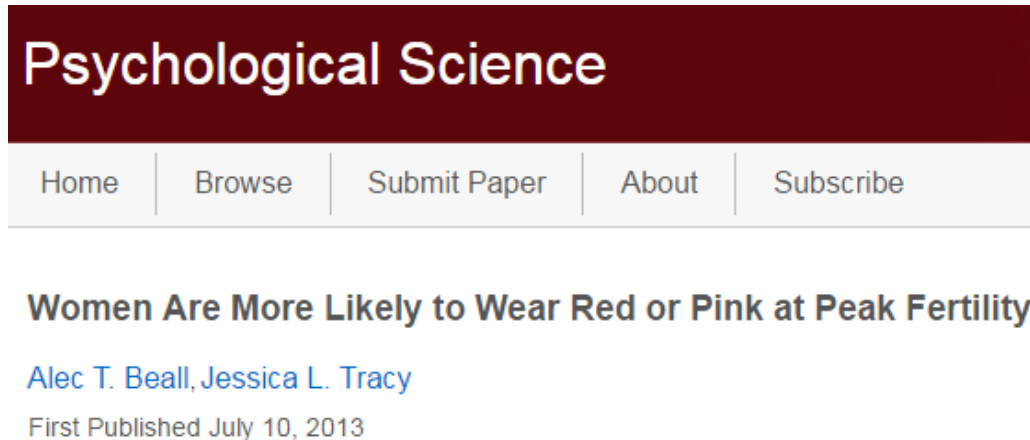 Psychological Science
Home Browse Submit Paper About Subscribe
Women Are More Likely to Wear Red or Pink at Peak Fertility
Alec T. Beall, Jessica L. Tracy
First Published July 10, 2013